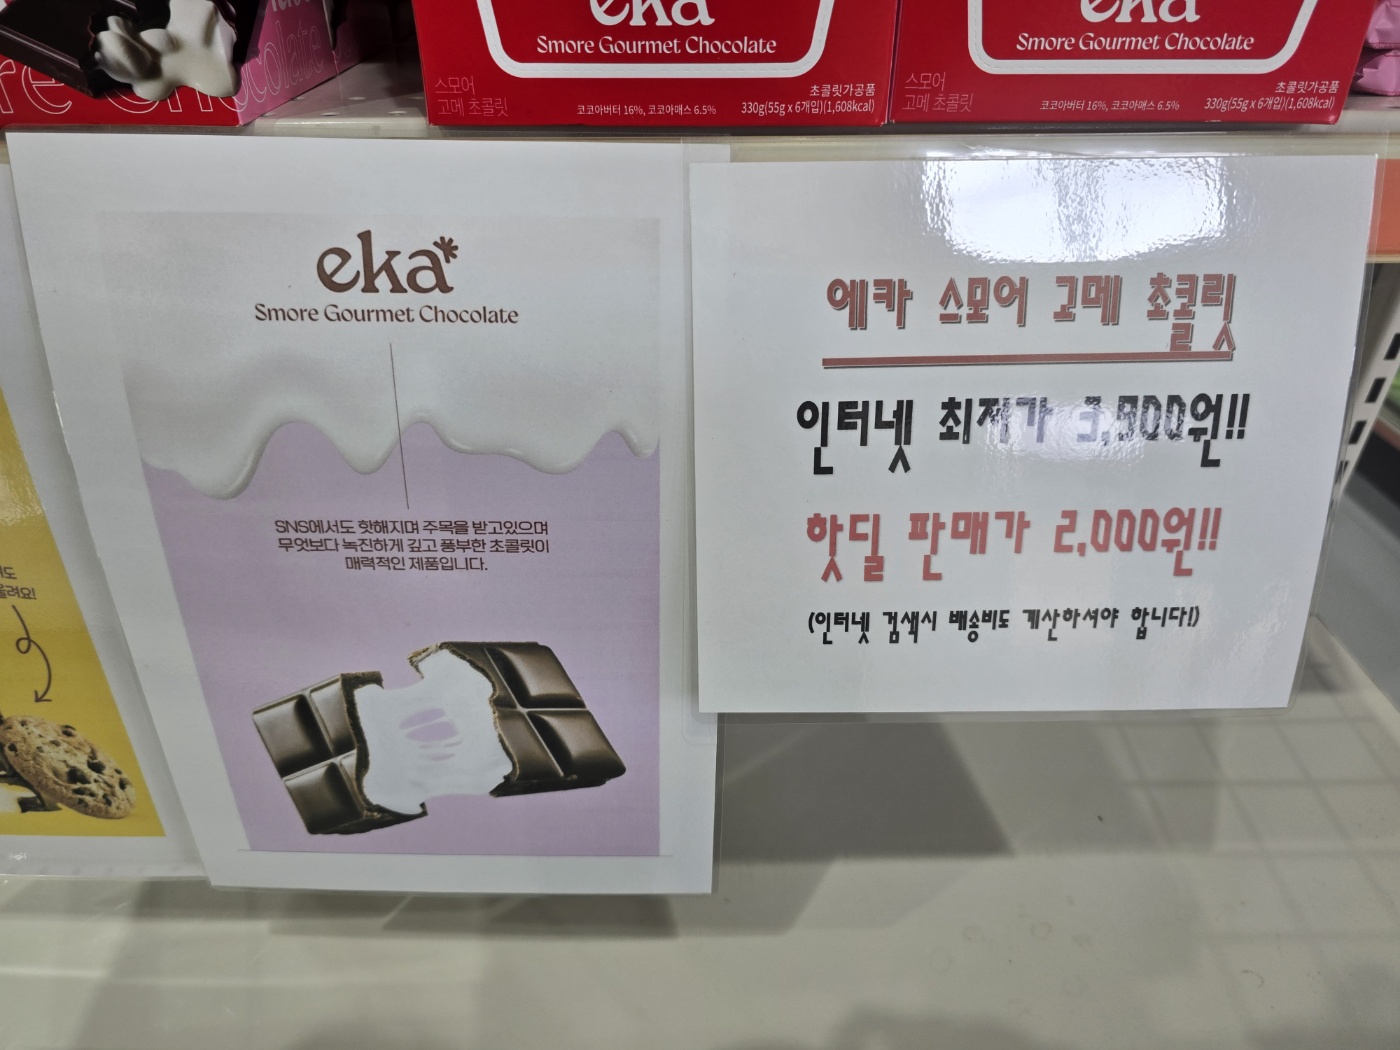 eka
Smore Gourmet Chocolate
스모어
고메 초콜릿
초콜릿가공품
코코아버터 16%, 코코아매스 6.5%
330g(55g x 6개입)(1,608kcal)
eka
Smore Gourmet Chocolate
스모어
고메 초콜릿
초콜릿가공품
코코아버터 16%, 코코아매스 6.5%
330g(55g x 6개입)(1,608kcal)
eka*
Smore Gourmet Chocolate
SNS에서도 핫해지며 주목을 받고있으며
무엇보다 녹진하게 깊고 풍부한 초콜릿이
매력적인 제품입니다.
에카 스모어 고메 초콜릿
인터넷 최저가 3,800원!!
핫딜 판매가 2,000원!!
(인터넷 검색시 배송비도 계산하셔야 합니다!)